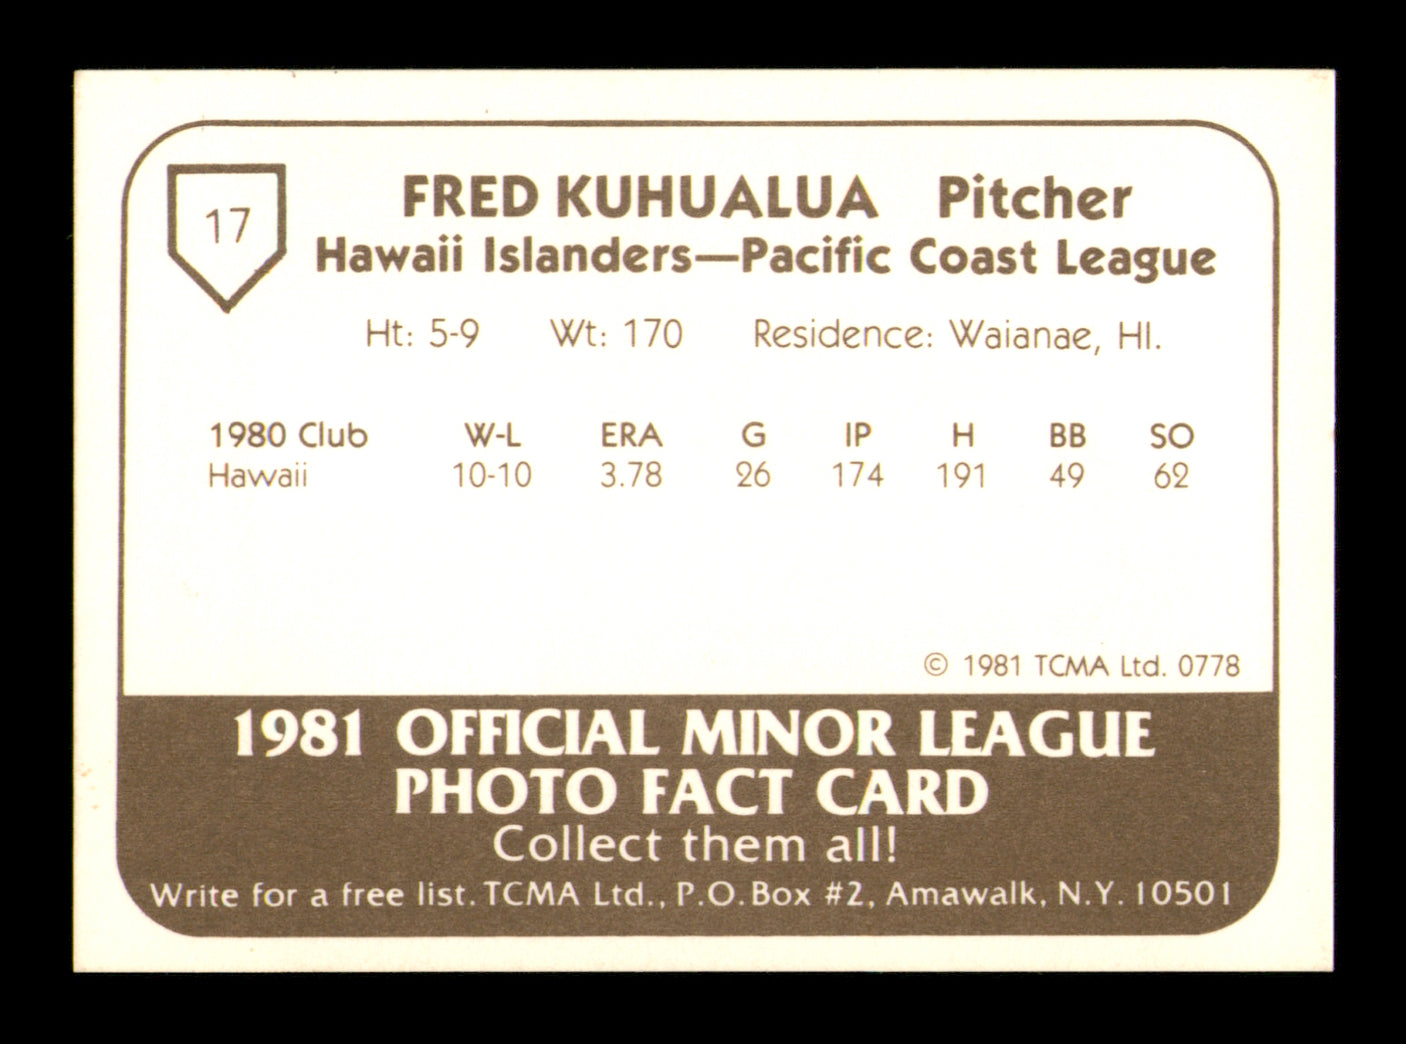 17
FRED KUHUALUA Pitcher
Hawaii Islanders—Pacific Coast League
Ht: 5-9 Wt: 170 Residence: Waianae, HI.
1980 Club W-L ERA G IP H BB SO
Hawaii 10-10 3.78 26 174 191 49 62
© 1981 TCMA Ltd. 0778
1981 OFFICIAL MINOR LEAGUE
PHOTO FACT CARD
Collect them all!
Write for a free list. TCMA Ltd., P.O. Box #2, Amawalk, N.Y. 10501